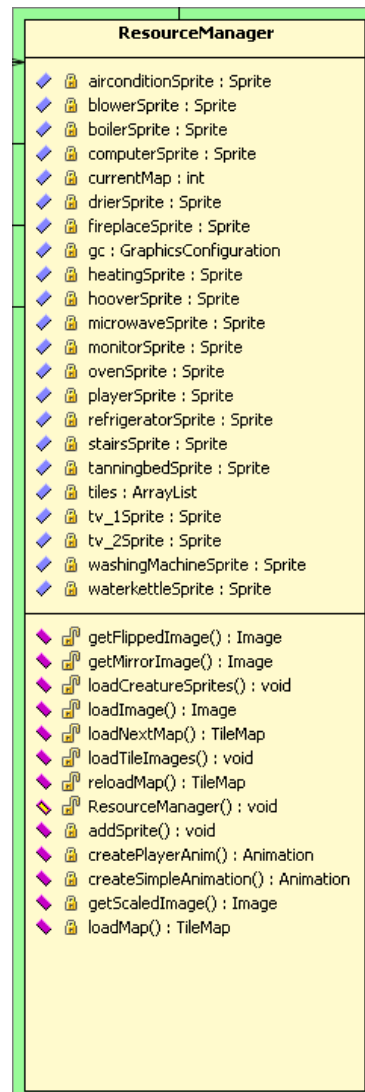 ResourceManager
airconditionSprite : Sprite
blowerSprite : Sprite
boilerSprite : Sprite
computerSprite : Sprite
currentMap : int
drierSprite : Sprite
fireplaceSprite : Sprite
gc : GraphicsConfiguration
heatingSprite : Sprite
hooverSprite : Sprite
microwaveSprite : Sprite
monitorSprite : Sprite
ovenSprite : Sprite
playerSprite : Sprite
refrigeratorSprite : Sprite
stairsSprite : Sprite
tanningbedSprite : Sprite
tiles : ArrayList
tv_1Sprite : Sprite
tv_2Sprite : Sprite
washingMachineSprite : Sprite
waterkettleSprite : Sprite
getFlippedImage() : Image
getMirrorImage() : Image
loadCreatureSprites() : void
loadImage() : Image
loadNextMap() : TileMap
loadTileImages() : void
reloadMap() : TileMap
ResourceManager() : void
addSprite() : void
createPlayerAnim() : Animation
createSimpleAnimation() : Animation
getScaledImage() : Image
loadMap() : TileMap